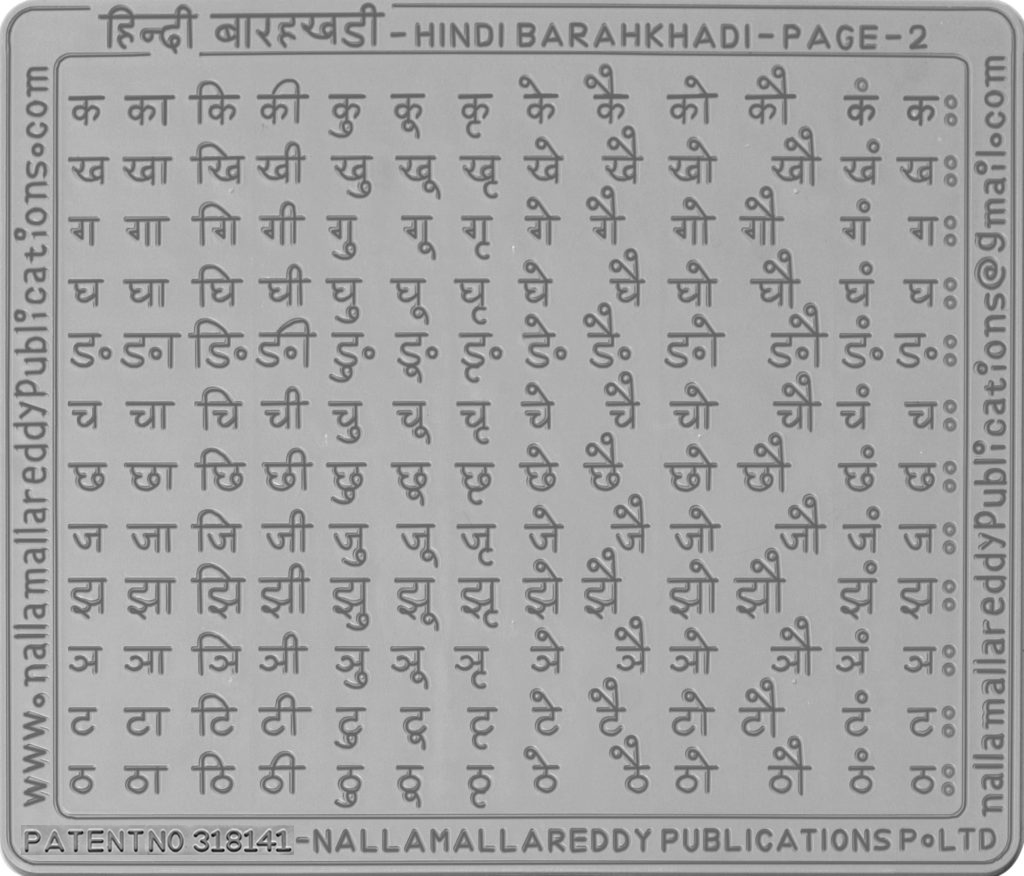 हिन्दी बारहखडी - HINDI BARAHKHADI - PAGE - 2
www.nallamallareddyPublications.com
क का कि की कु कू कृ के कै को कौ कं कः
ख खा खि खी खु खू खृ खे खै खो खौ खं खः
ग गा गि गी गु गू गृ गे गै गो गौ गं गः
घ घा घि घी घु घू घृ घे घै घो घौ घं घः
ङ ङा ङि ङी ङु ङू ङृ ङे ङै ङो ङौ ङं ङः
च चा चि ची चु चू चृ चे चै चो चौ चं चः
छ छा छि छी छु छू छृ छे छै छो छौ छं छः
ज जा जि जी जु जू जृ जे जै जो जौ जं जः
झ झा झि झी झु झू झृ झे झै झो झौ झं झः
ञ ञा ञि ञी ञु ञू ञृ ञे ञै ञो ञौ ञं ञः
ट टा टि टी टु टू टृ टे टै टो टौ टं टः
ठ ठा ठि ठी ठु ठू ठृ ठे ठै ठो ठौ ठं ठः
nallamallareddyPublications@gmail.com
PATENT NO 318141 - NALLAMALLAREDDY PUBLICATIONS P.LTD